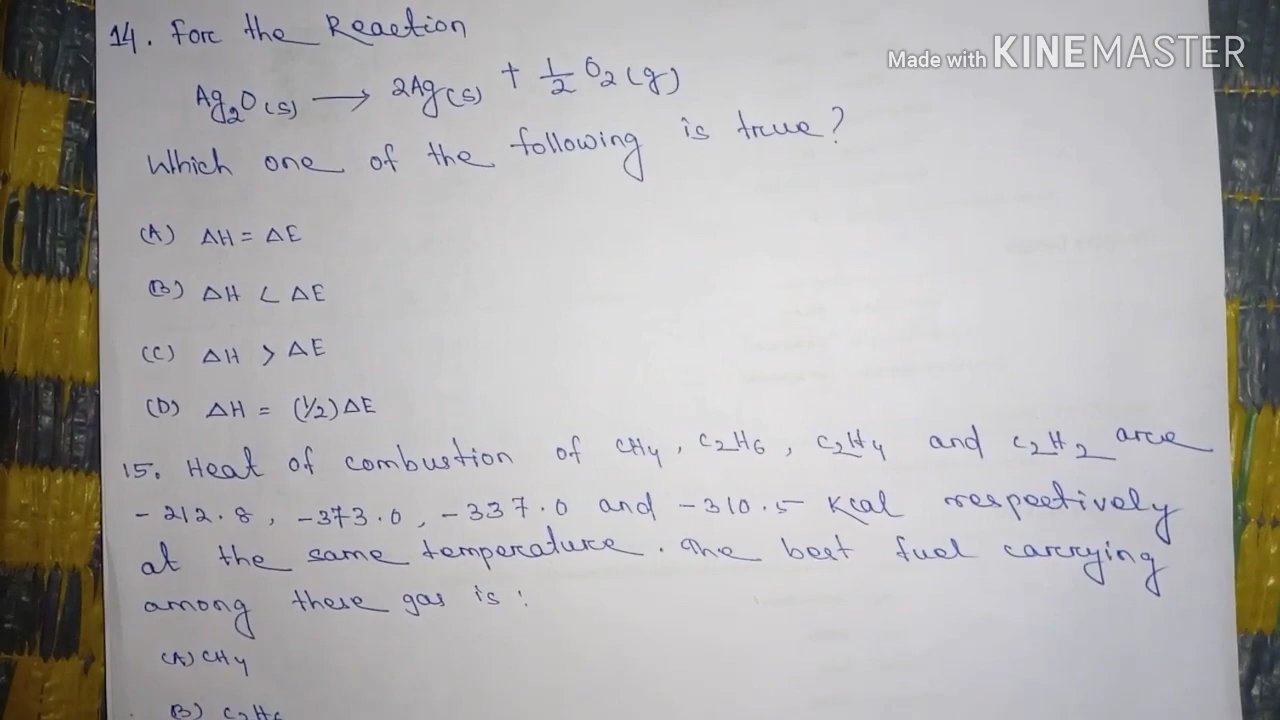 14. For the Reaction
Made with KINEMASTER
Ag2O(s) → 2Ag(s) + 1/2 O2(g)
Which one of the following is true?
(A) ΔH = ΔE
(B) ΔH < ΔE
(C) ΔH > ΔE
(D) ΔH = (1/2)ΔE
15. Heat of combustion of CH4, C2H6, C2H4 and C2H2 are
-212.8, -373.0, -337.0 and -310.5 Kcal respectively
at the same temperature. The best fuel carrying
among these gas is:
(A) CH4
(B) C2H6